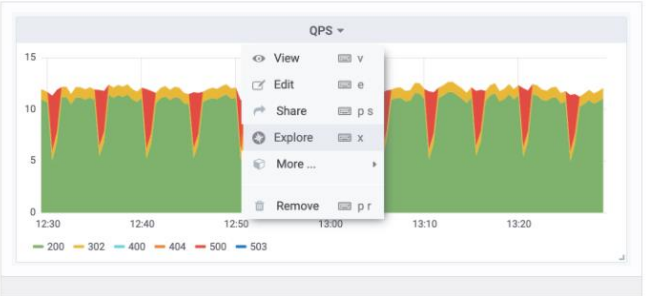 QPS
15
10
5
0
View v
Edit e
Share p s
Explore x
More ...
Remove p r
12:30 12:40 12:50 13:00 13:10 13:20
200 302 400 404 500 503